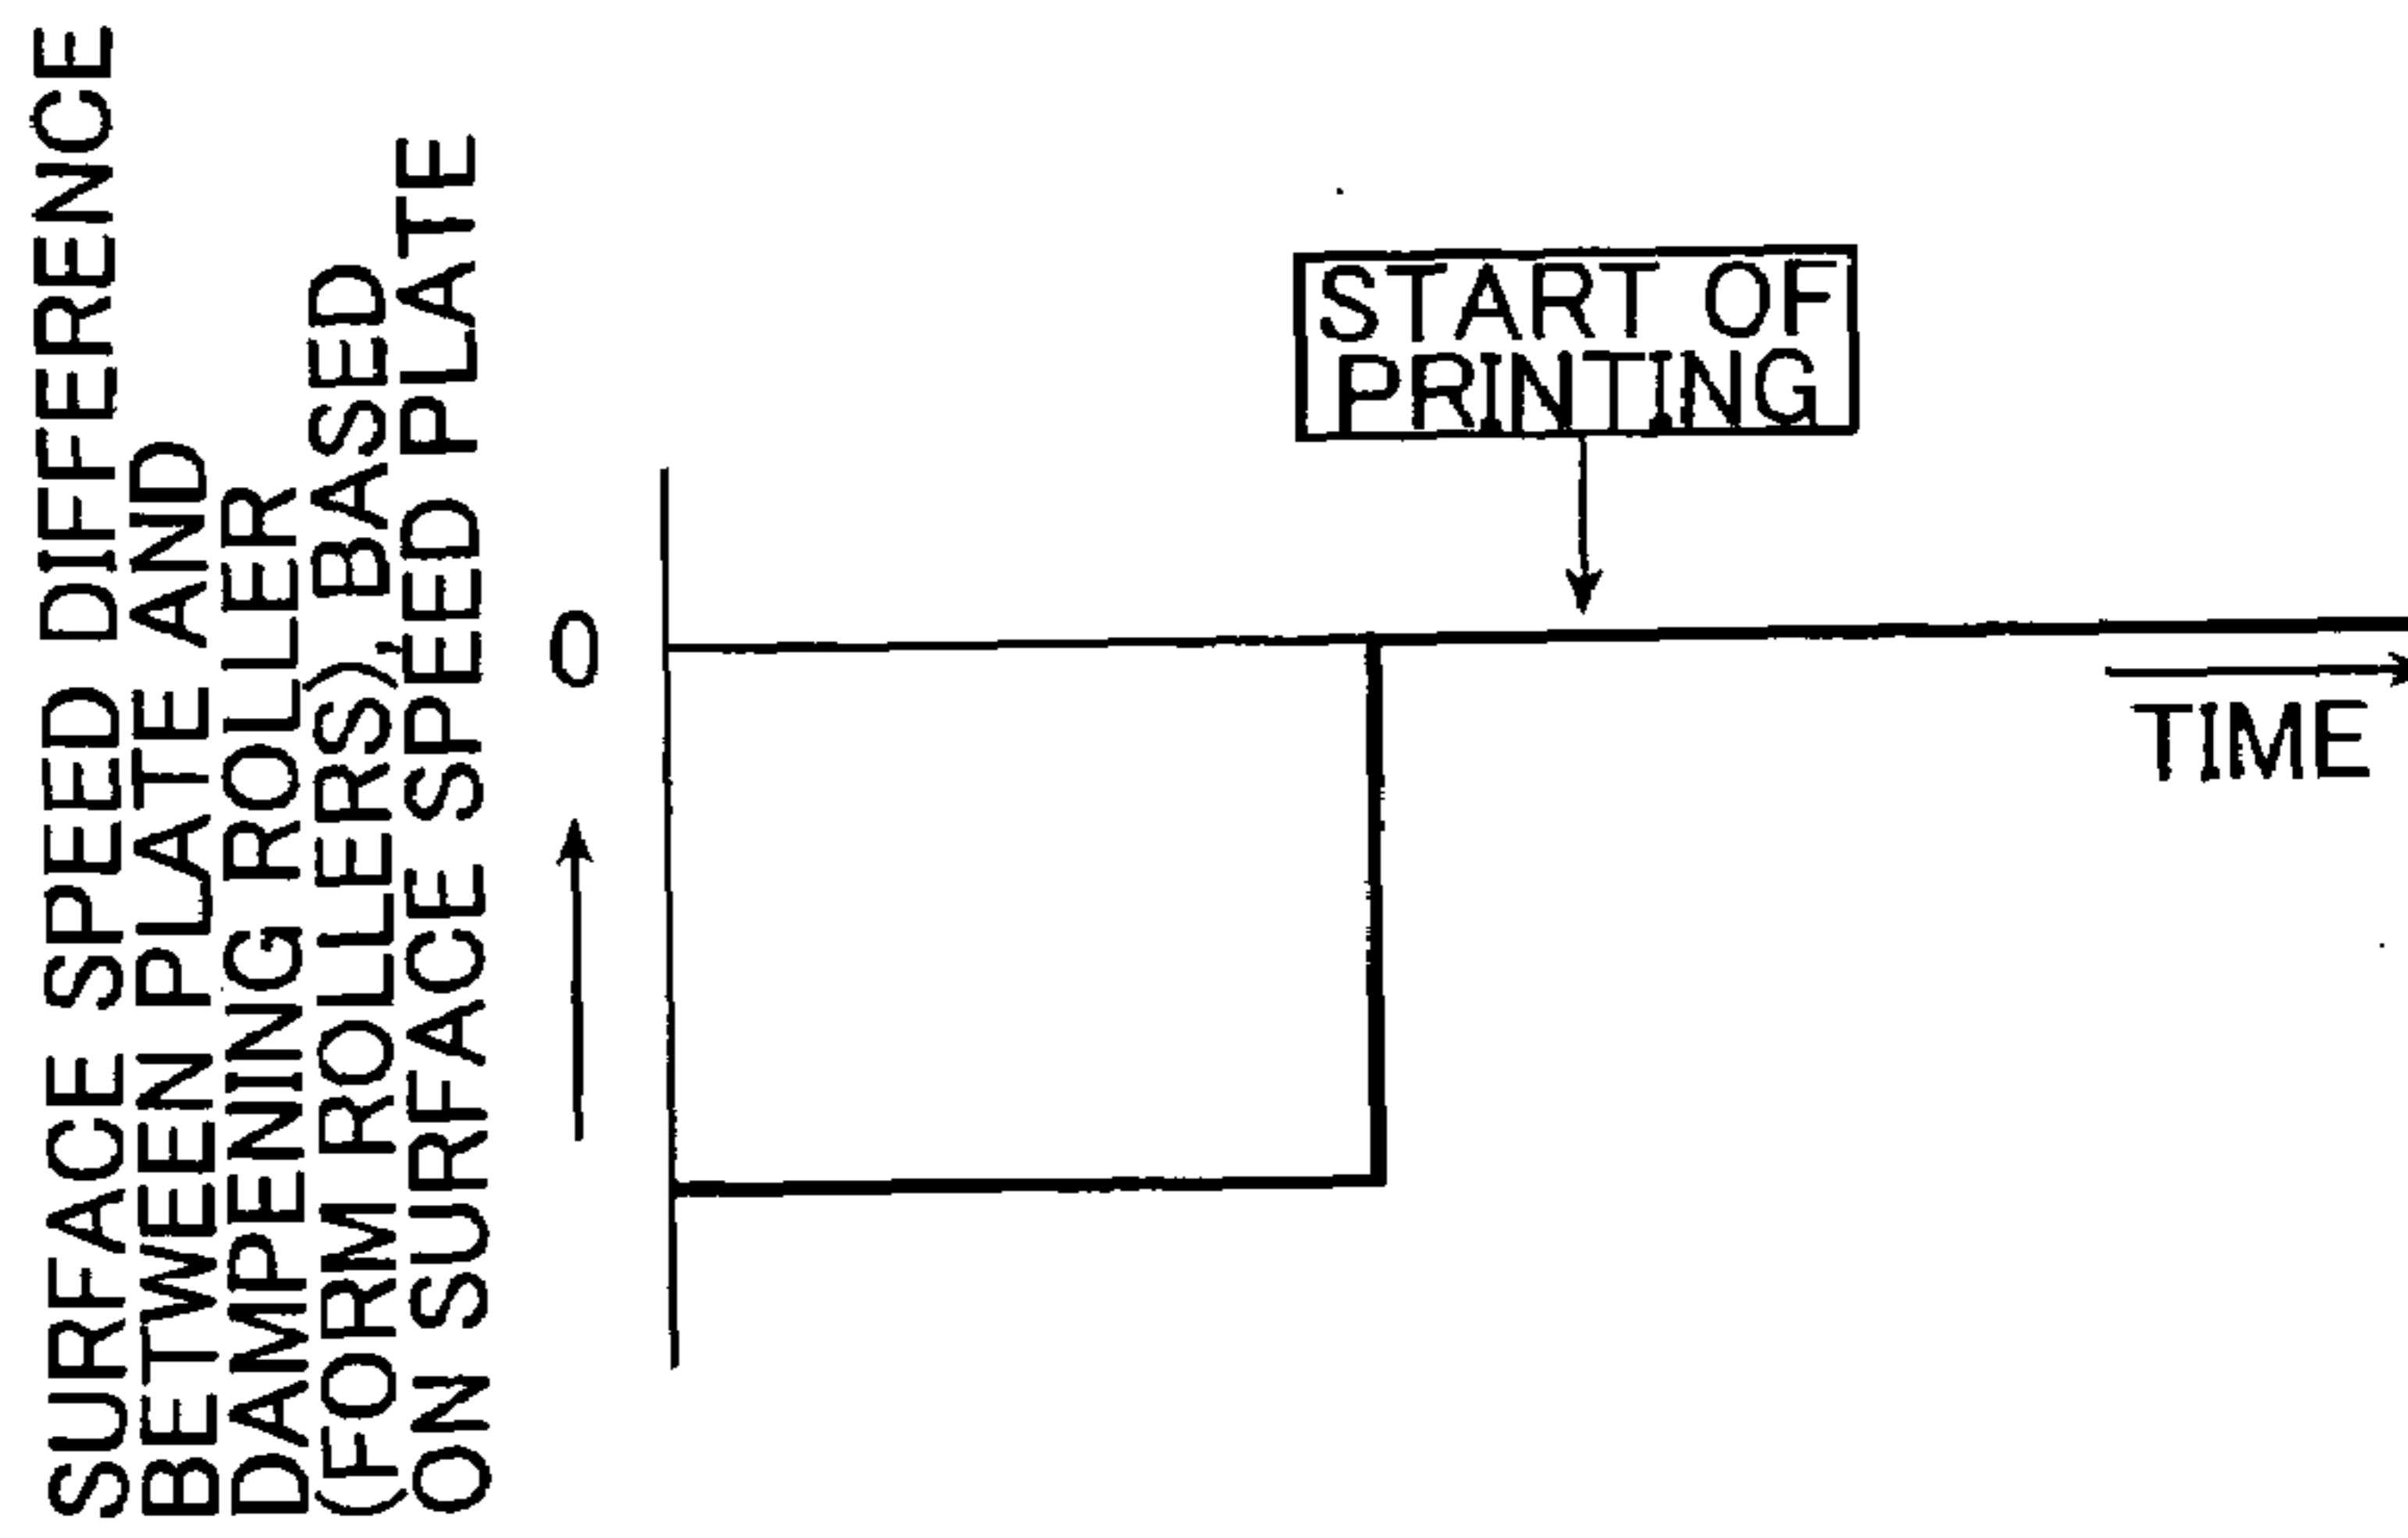 SURFACE SPEED DIFFERENCE
BETWEEN PLATE AND
DAMPENING ROLLER
(FORM ROLLERS), BASED
ON SURFACE SPEED PLATE
0
START OF
PRINTING
TIME